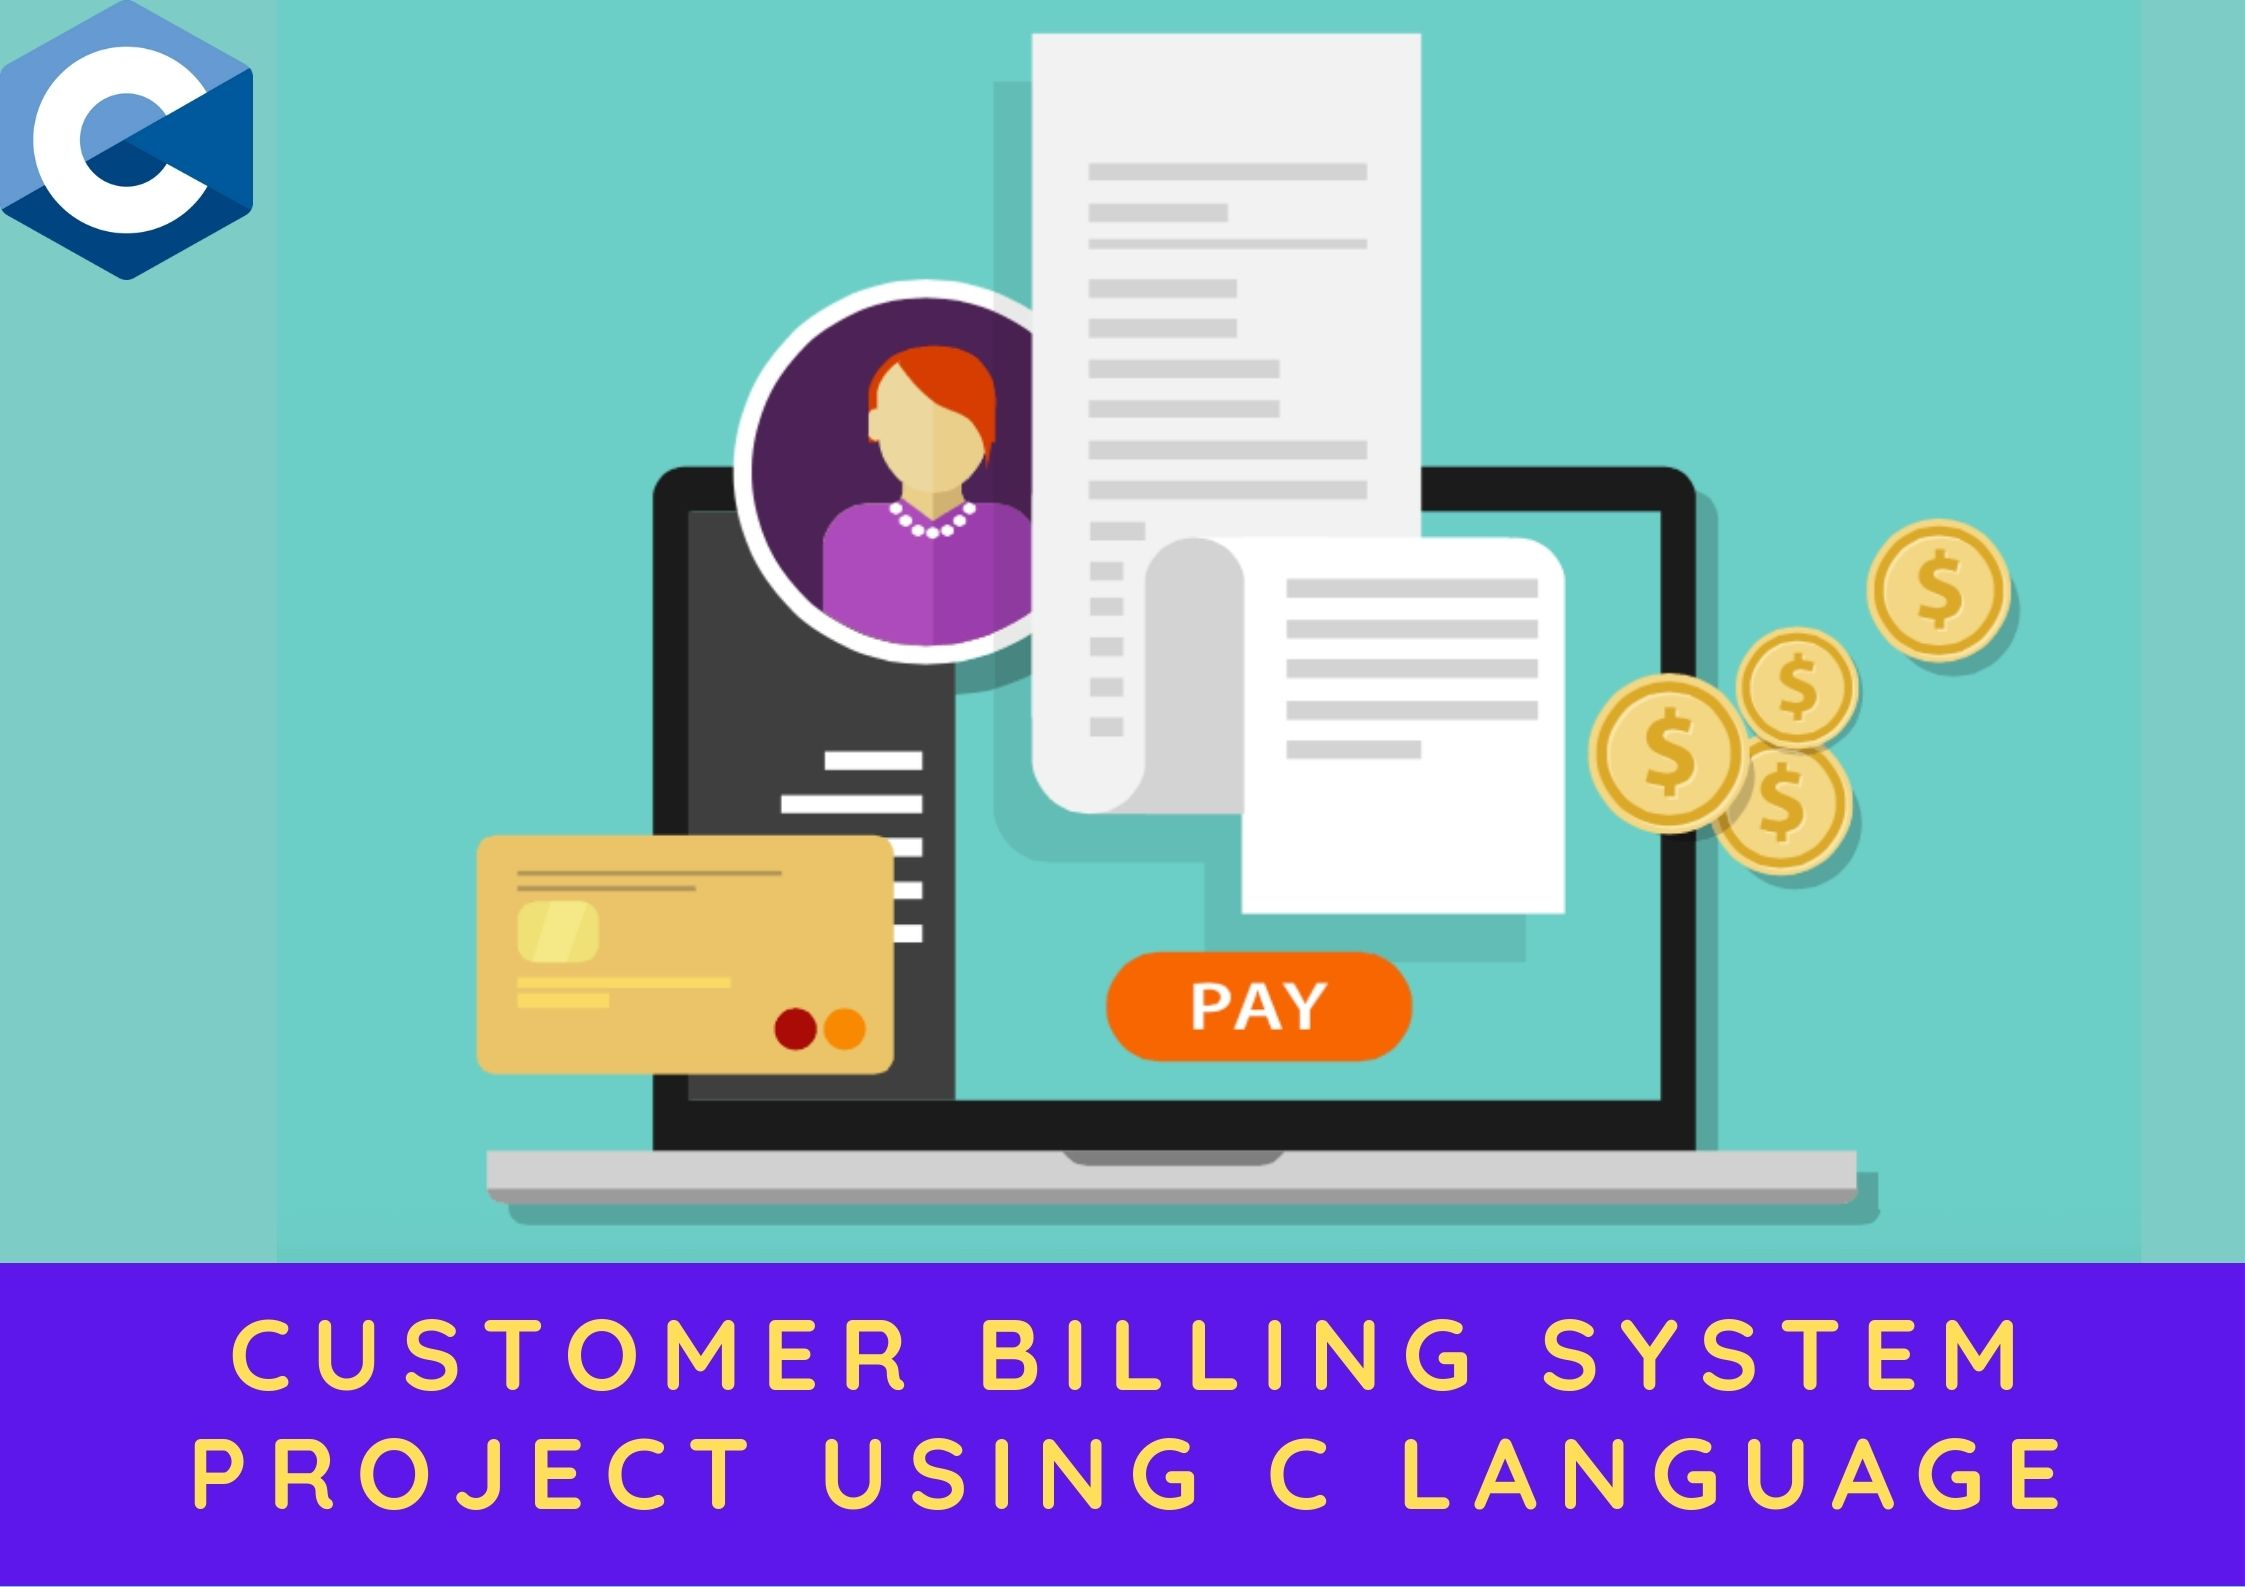 C
PAY
$
$
$
$
CUSTOMER BILLING SYSTEM
PROJECT USING C LANGUAGE